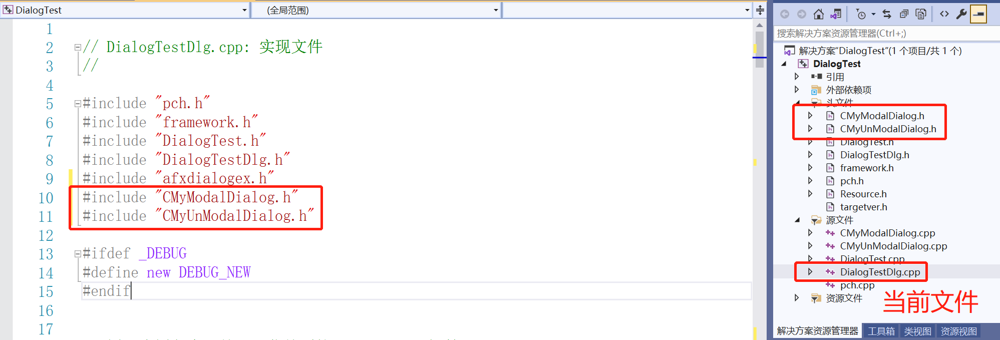 DialogTest
(全局范围)
1
2 // DialogTestDlg.cpp: 实现文件
3 //
4
5 #include "pch.h"
6 #include "framework.h"
7 #include "DialogTest.h"
8 #include "DialogTestDlg.h"
9 #include "afxdialogex.h"
10 #include "CMyModalDialog.h"
11 #include "CMyUnModalDialog.h"
12
13 #ifdef _DEBUG
14 #define new DEBUG_NEW
15 #endif
16
17
搜索解决方案资源管理器(Ctrl+;)
解决方案"DialogTest"(1 个项目/共 1 个)
DialogTest
引用
外部依赖项
头文件
CMyModalDialog.h
CMyUnModalDialog.h
DialogTest.h
DialogTestDlg.h
framework.h
pch.h
Resource.h
targetver.h
源文件
CMyModalDialog.cpp
CMyUnModalDialog.cpp
DialogTest.cpp
DialogTestDlg.cpp
pch.cpp
资源文件
当前文件
解决方案资源管理器 工具箱 类视图 资源视图